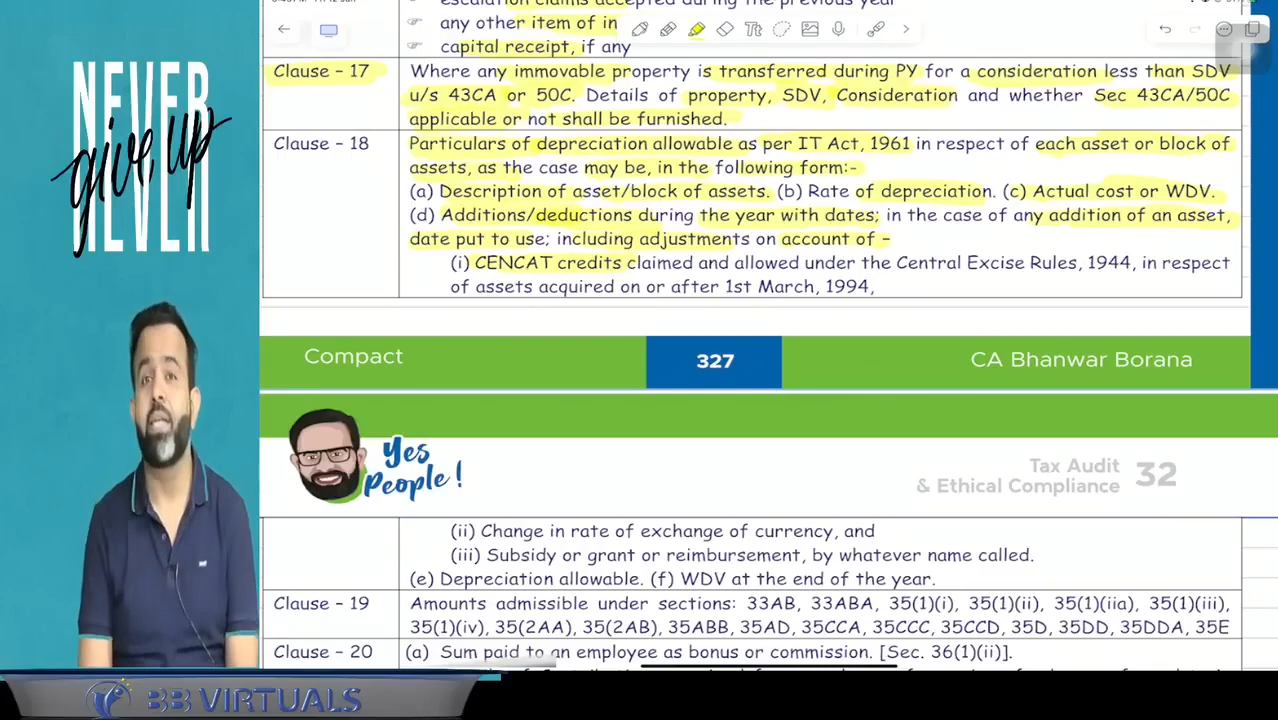 escalation claims accepted during the previous year
any other item of in
capital receipt, if any
NEVER
give up
NEVER
Clause – 17
Where any immovable property is transferred during PY for a consideration less than SDV
u/s 43CA or 50C. Details of property, SDV, Consideration and whether Sec 43CA/50C
applicable or not shall be furnished.
Clause – 18
Particulars of depreciation allowable as per IT Act, 1961 in respect of each asset or block of
assets, as the case may be, in the following form:-
(a) Description of asset/block of assets. (b) Rate of depreciation. (c) Actual cost or WDV.
(d) Additions/deductions during the year with dates; in the case of any addition of an asset,
date put to use; including adjustments on account of –
(i) CENCAT credits claimed and allowed under the Central Excise Rules, 1944, in respect
of assets acquired on or after 1st March, 1994,
Compact
327
CA Bhanwar Borana
Yes
People !
Tax Audit
& Ethical Compliance
32
(ii) Change in rate of exchange of currency, and
(iii) Subsidy or grant or reimbursement, by whatever name called.
(e) Depreciation allowable. (f) WDV at the end of the year.
Clause – 19
Amounts admissible under sections: 33AB, 33ABA, 35(1)(i), 35(1)(ii), 35(1)(iia), 35(1)(iii),
35(1)(iv), 35(2AA), 35(2AB), 35ABB, 35AD, 35CCA, 35CCC, 35CCD, 35D, 35DD, 35DDA, 35E
Clause – 20
(a) Sum paid to an employee as bonus or commission. [Sec. 36(1)(ii)].
BB VIRTUALS